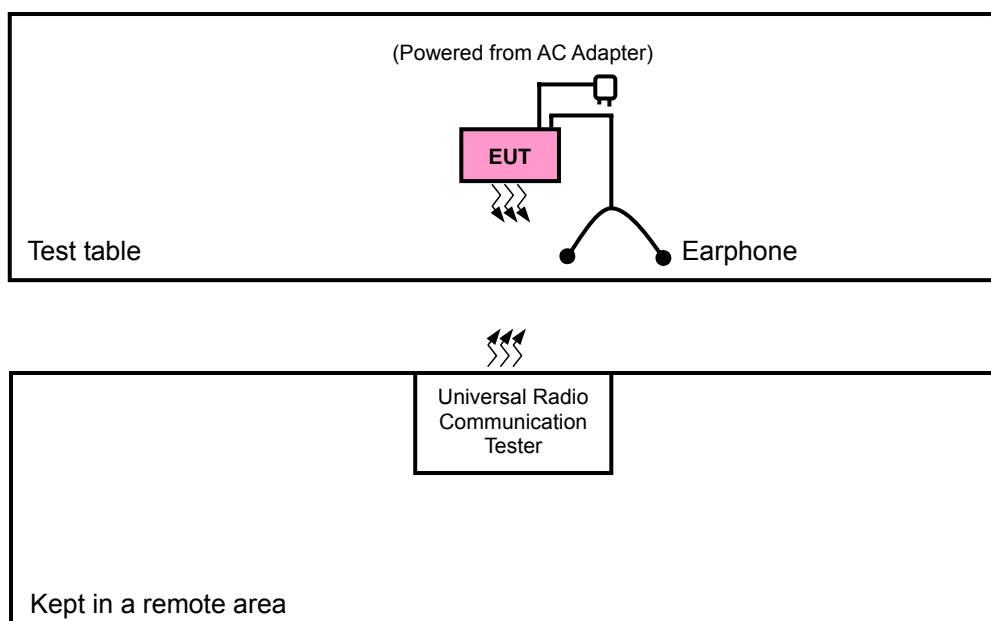 (Powered from AC Adapter)
EUT
Test table
Earphone
Universal Radio
Communication
Tester
Kept in a remote area